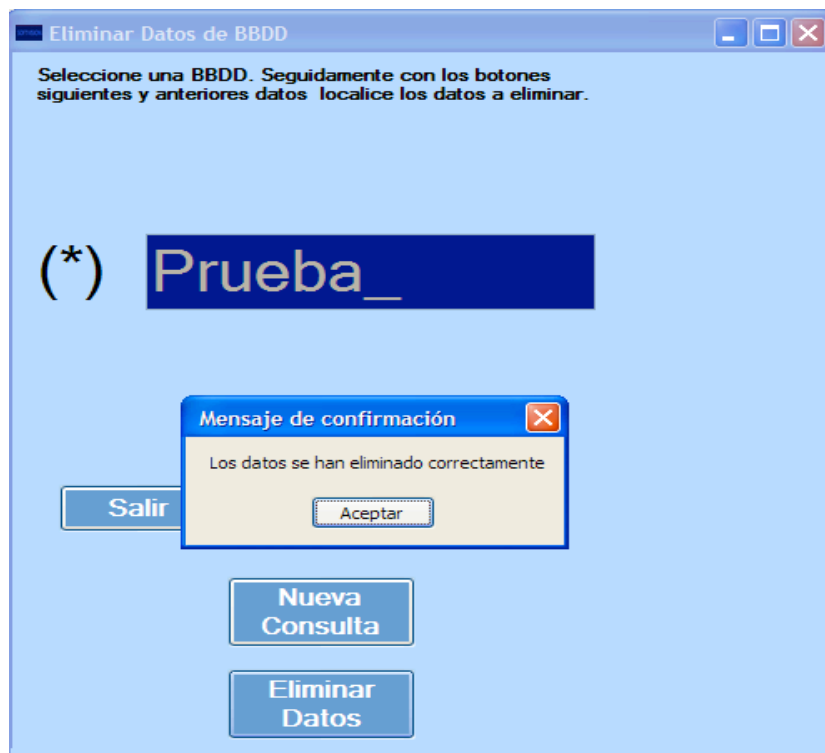 Eliminar Datos de BBDD
Seleccione una BBDD. Seguidamente con los botones
siguientes y anteriores datos  localice los datos a eliminar.
(*) Prueba_
Mensaje de confirmación
Los datos se han eliminado correctamente
Aceptar
Salir
Nueva
Consulta
Eliminar
Datos